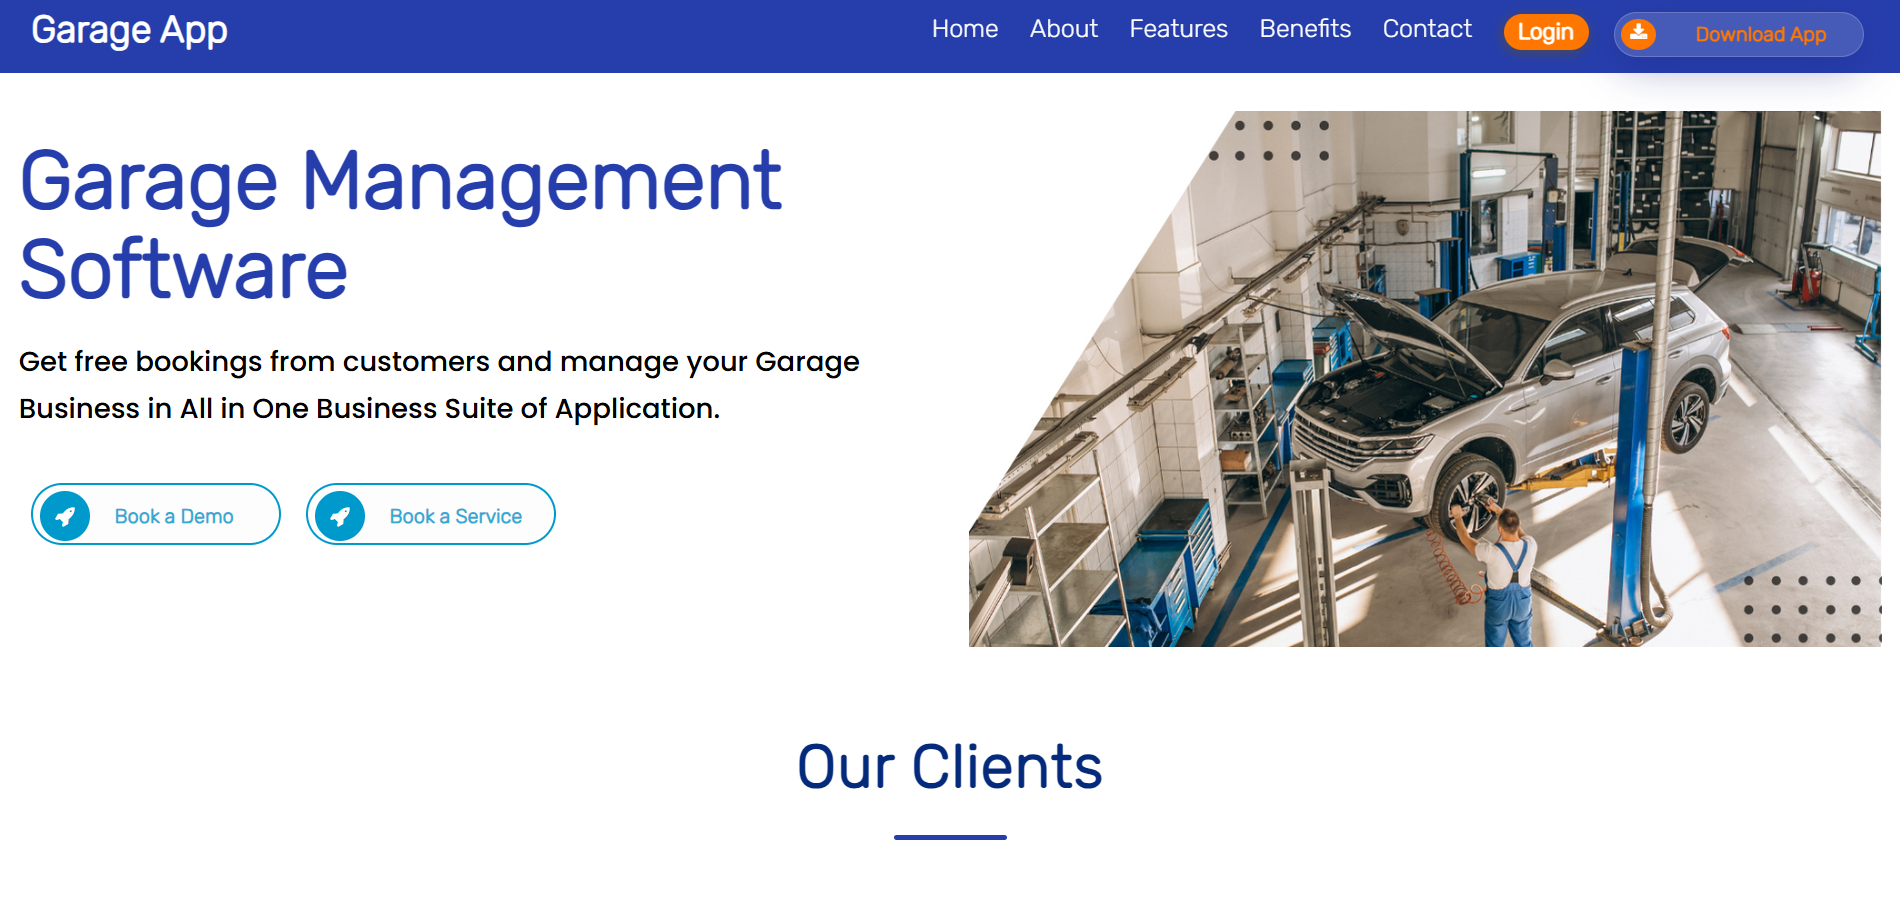 Garage App
Home
About
Features
Benefits
Contact
Login
Download App
Garage Management
Software
Get free bookings from customers and manage your Garage
Business in All in One Business Suite of Application.
Book a Demo
Book a Service
Our Clients